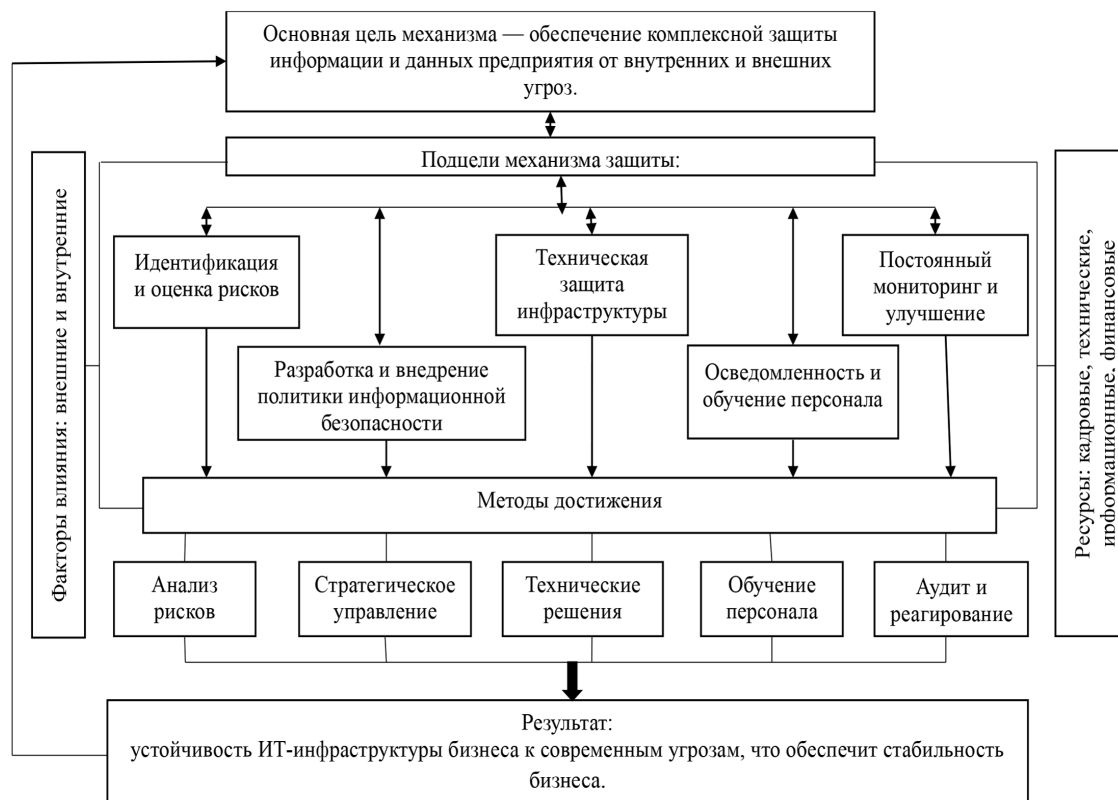 Основная цель механизма — обеспечение комплексной защиты
информации и данных предприятия от внутренних и внешних
угроз.
Подцели механизма защиты:
Факторы влияния: внешние и внутренние
Идентификация
и оценка рисков
Техническая
защита
инфраструктуры
Постоянный
мониторинг и
улучшение
Разработка и внедрение
политики информационной
безопасности
Осведомленность и
обучение персонала
Ресурсы: кадровые, технические,
информационные, финансовые
Методы достижения
Анализ
рисков
Стратегическое
управление
Технические
решения
Обучение
персонала
Аудит и
реагирование
Результат:
устойчивость ИТ-инфраструктуры бизнеса к современным угрозам, что обеспечит стабильность
бизнеса.